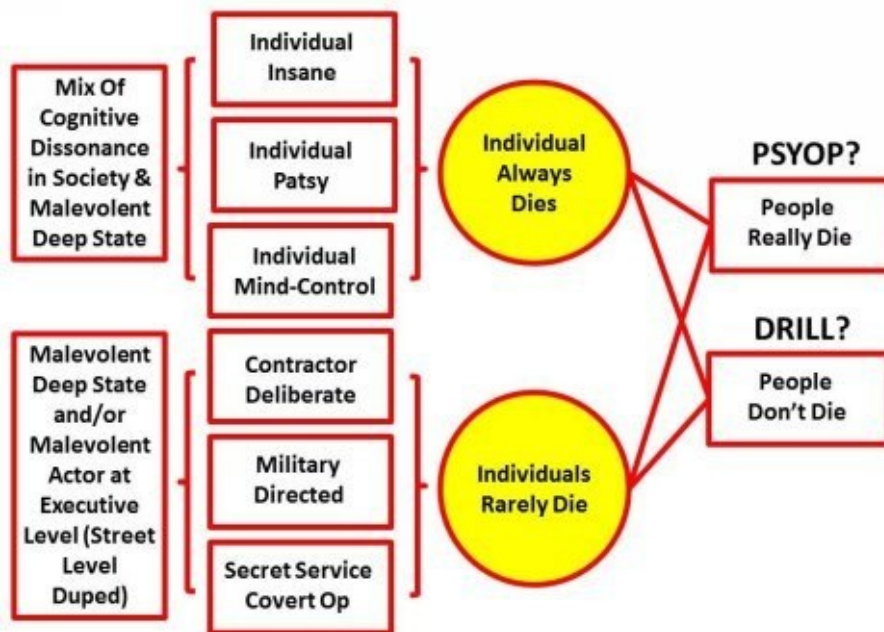 Mix Of
Cognitive
Dissonance
in Society &
Malevolent
Deep State
Individual
Insane
Individual
Patsy
Individual
Mind-Control
Individual
Always
Dies
PSYOP?
People
Really Die
DRILL?
People
Don't Die
Malevolent
Deep State
and/or
Malevolent
Actor at
Executive
Level (Street
Level
Duped)
Contractor
Deliberate
Military
Directed
Secret Service
Covert Op
Individuals
Rarely Die